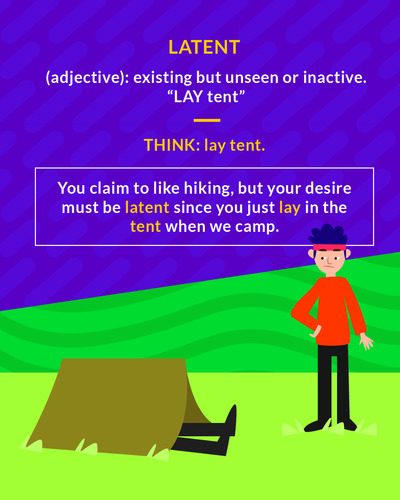 LATENT
(adjective): existing but unseen or inactive.
“LAY tent”
THINK: lay tent.
You claim to like hiking, but your desire
must be latent since you just lay in the
tent when we camp.